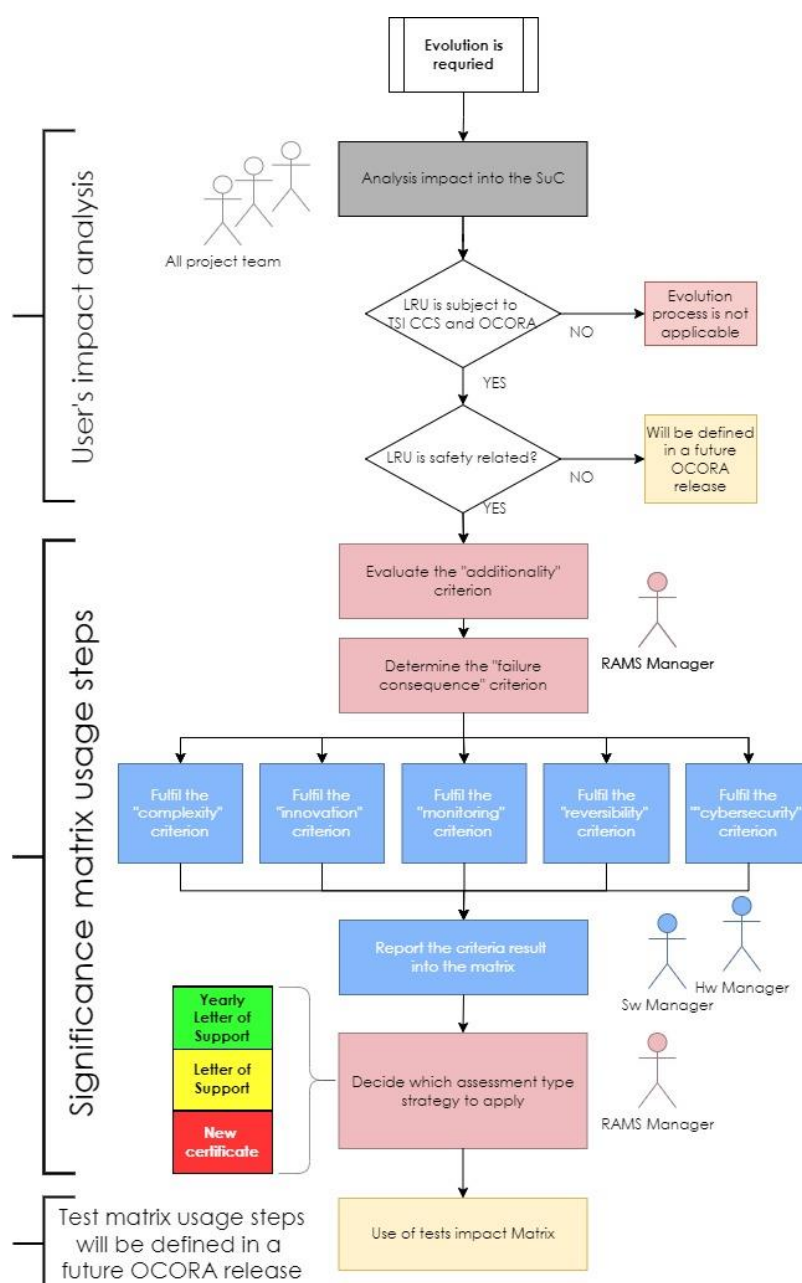 Evolution is
requried
User's impact analysis
All project team
Analysis impact into the SuC
LRU is subject to
TSI CCS and OCORA
NO
Evolution
process is not
applicable
YES
LRU is safety related?
NO
Will be defined
in a future
OCORA
release
YES
Significance matrix usage steps
Evaluate the "additionality"
criterion
RAMS Manager
Determine the "failure
consequence" criterion
Fulfil the
"complexity"
criterion
Fulfil the
"innovation"
criterion
Fulfil the
"monitoring"
criterion
Fulfil the
"reversibility"
criterion
Fulfil the
""cybersecurity"
criterion
Report the criteria result
into the matrix
Sw Manager
Hw Manager
Yearly
Letter of
Support
Letter of
Support
New
certificate
Decide which assessment type
strategy to apply
RAMS Manager
Test matrix usage steps
will be defined in a
future OCORA release
Use of tests impact Matrix